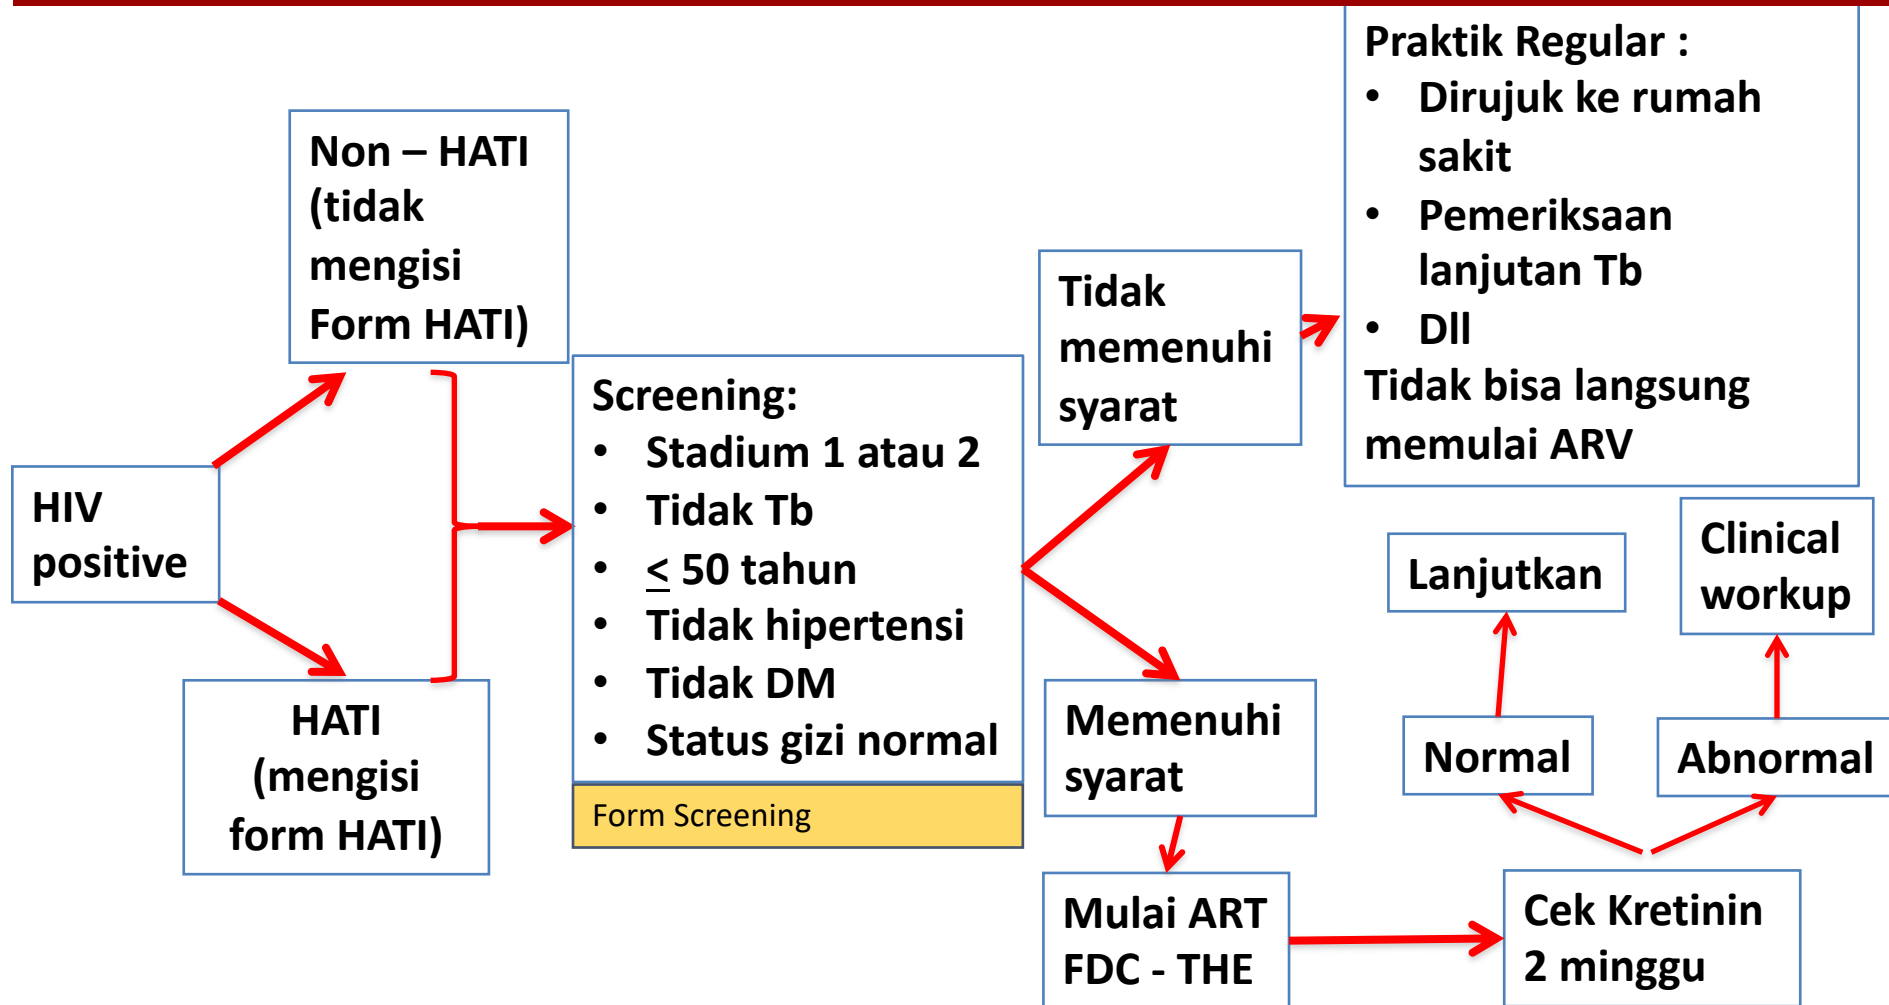 HIV
positive
Non – HATI
(tidak
mengisi
Form HATI)
HATI
(mengisi
form HATI)
Screening:
• Stadium 1 atau 2
• Tidak Tb
• < 50 tahun
• Tidak hipertensi
• Tidak DM
• Status gizi normal
Form Screening
Tidak
memenuhi
syarat
Praktik Regular :
• Dirujuk ke rumah
sakit
• Pemeriksaan
lanjutan Tb
• Dll
Tidak bisa langsung
memulai ARV
Memenuhi
syarat
Mulai ART
FDC - THE
Cek Kretinin
2 minggu
Normal
Abnormal
Lanjutkan
Clinical
workup